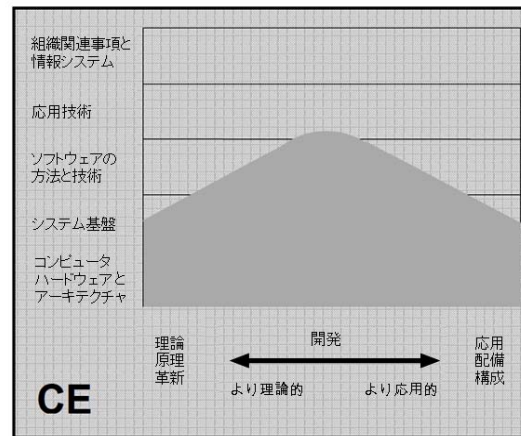 組織関連事項と
情報システム
応用技術
ソフトウェアの
方法と技術
システム基盤
コンピュータ
ハードウェアと
アーキテクチャ
理論
原理
革新
開発
応用
配備
構成
より理論的
より応用的
CE